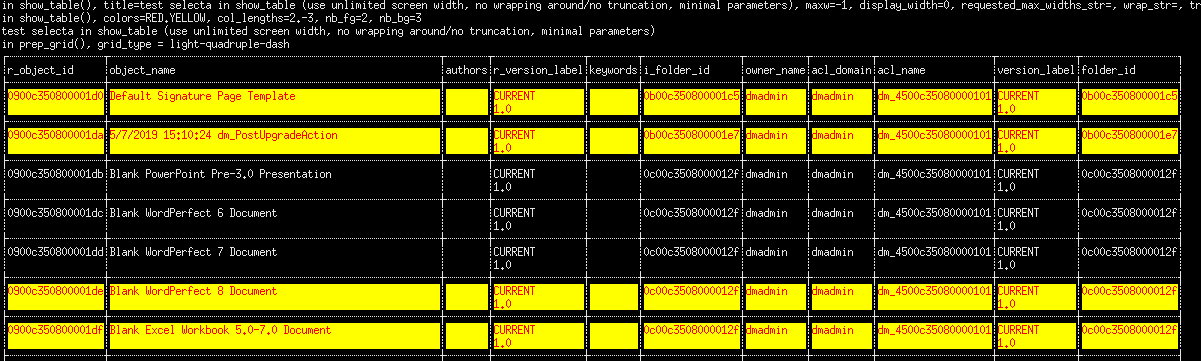 in show_table(), title=test selecta in show_table (use unlimited screen width, no wrapping around/no truncation, minimal parameters), maxw=-1, display_width=0, requested_max_widths_str=, wrap_str=, tr
in show_table(), colors=RED.YELLOW, col_lengths=2.-3, nb_fg=2, nb_bg=3
test selecta in show_table (use unlimited screen width, no wrapping around/no truncation, minimal parameters)
in prep_grid(), grid_type = light-quadruple-dash
r_object_id object_name authors r_version_label keywords i_folder_id owner_name acl_domain acl_name version_label folder_id
0900c350800001d0 Default Signature Page Template CURRENT 0b00c350800001c5 dmadmin dmadmin dm_4500c35080000101 CURRENT 0b00c350800001c5
1.0 1.0
0900c350800001da 5/7/2019 15:10:24 dm_PostUpgradeAction CURRENT 0b00c350800001e7 dmadmin dmadmin dm_4500c35080000101 CURRENT 0b00c350800001e7
1.0 1.0
0900c350800001db Blank PowerPoint Pre-3.0 Presentation CURRENT 0c00c3508000012f dmadmin dmadmin dm_4500c35080000101 CURRENT 0c00c3508000012f
1.0 1.0
0900c350800001dc Blank WordPerfect 6 Document CURRENT 0c00c3508000012f dmadmin dmadmin dm_4500c35080000101 CURRENT 0c00c3508000012f
1.0 1.0
0900c350800001dd Blank WordPerfect 7 Document CURRENT 0c00c3508000012f dmadmin dmadmin dm_4500c35080000101 CURRENT 0c00c3508000012f
1.0 1.0
0900c350800001de Blank WordPerfect 8 Document CURRENT 0c00c3508000012f dmadmin dmadmin dm_4500c35080000101 CURRENT 0c00c3508000012f
1.0 1.0
0900c350800001df Blank Excel Workbook 5.0-7.0 Document CURRENT 0c00c3508000012f dmadmin dmadmin dm_4500c35080000101 CURRENT 0c00c3508000012f
1.0 1.0